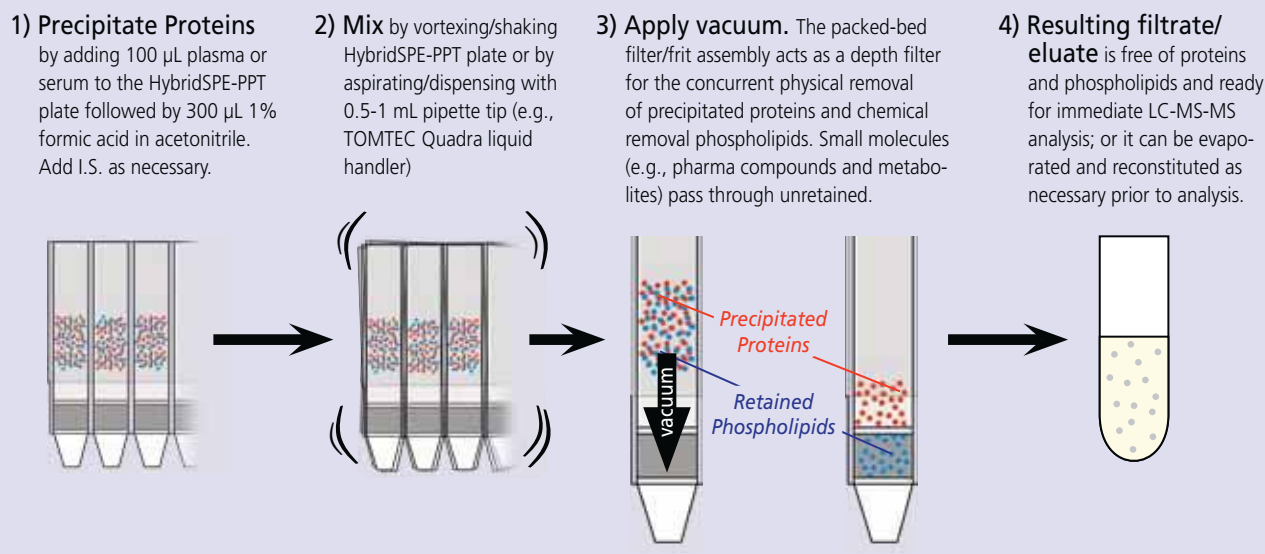 1) Precipitate Proteins
by adding 100 µL plasma or
serum to the HybridSPE-PPT
plate followed by 300 µL 1%
formic acid in acetonitrile.
Add I.S. as necessary.
2) Mix by vortexing/shaking
HybridSPE-PPT plate or by
aspirating/dispensing with
0.5-1 mL pipette tip (e.g.,
TOMTEC Quadra liquid
handler)
3) Apply vacuum. The packed-bed
filter/frit assembly acts as a depth filter
for the concurrent physical removal
of precipitated proteins and chemical
removal phospholipids. Small molecules
(e.g., pharma compounds and metabo-
lites) pass through unretained.
4) Resulting filtrate/
eluate is free of proteins
and phospholipids and ready
for immediate LC-MS-MS
analysis; or it can be evapo-
rated and reconstituted as
necessary prior to analysis.
Precipitated
Proteins
Retained
Phospholipids
vacuum